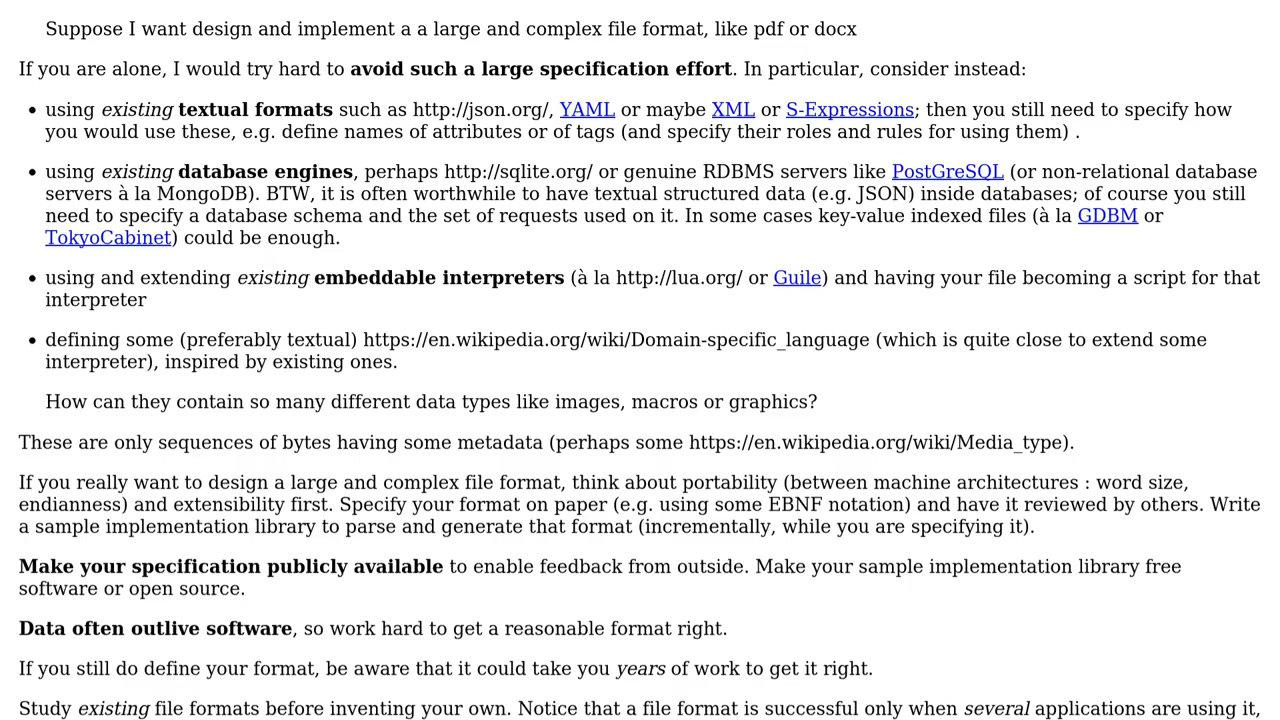 Suppose I want design and implement a a large and complex file format, like pdf or docx
If you are alone, I would try hard to avoid such a large specification effort. In particular, consider instead:
• using existing textual formats such as http://json.org/, YAML or maybe XML or S-Expressions; then you still need to specify how
you would use these, e.g. define names of attributes or of tags (and specify their roles and rules for using them) .
• using existing database engines, perhaps http://sqlite.org/ or genuine RDBMS servers like PostGreSQL (or non-relational database
servers à la MongoDB). BTW, it is often worthwhile to have textual structured data (e.g. JSON) inside databases; of course you still
need to specify a database schema and the set of requests used on it. In some cases key-value indexed files (à la GDBM or
TokyoCabinet) could be enough.
• using and extending existing embeddable interpreters (à la http://lua.org/ or Guile) and having your file becoming a script for that
interpreter
• defining some (preferably textual) https://en.wikipedia.org/wiki/Domain-specific_language (which is quite close to extend some
interpreter), inspired by existing ones.
How can they contain so many different data types like images, macros or graphics?
These are only sequences of bytes having some metadata (perhaps some https://en.wikipedia.org/wiki/Media_type).
If you really want to design a large and complex file format, think about portability (between machine architectures : word size,
endianness) and extensibility first. Specify your format on paper (e.g. using some EBNF notation) and have it reviewed by others. Write
a sample implementation library to parse and generate that format (incrementally, while you are specifying it).
Make your specification publicly available to enable feedback from outside. Make your sample implementation library free
software or open source.
Data often outlive software, so work hard to get a reasonable format right.
If you still do define your format, be aware that it could take you years of work to get it right.
Study existing file formats before inventing your own. Notice that a file format is successful only when several applications are using it,